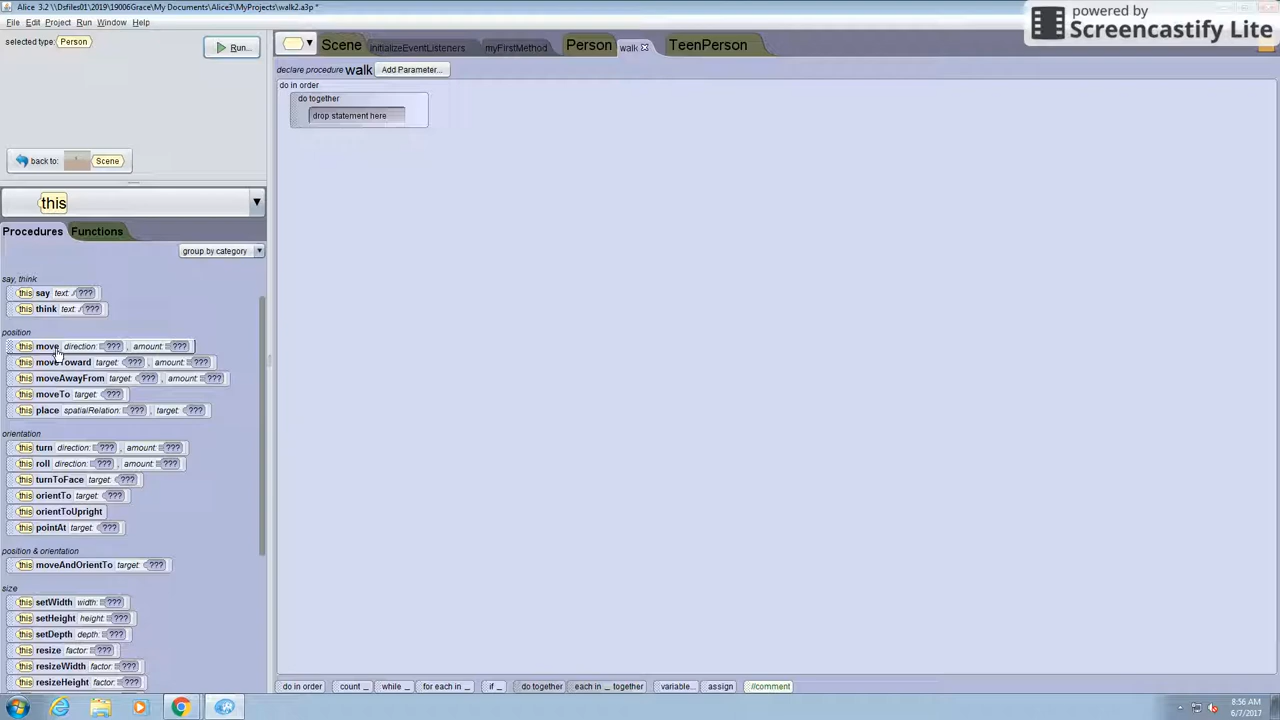 Alice 3.2 \\Dsfiles01\2019\19006Grace\My Documents\Alice3\MyProjects\walk2.a3p *
powered by
Screencastify Lite
File Edit Project Run Window Help
selected type: Person
Run...
Scene initializeEventListeners myFirstMethod Person walk TeenPerson
declare procedure walk Add Parameter...
do in order
do together
drop statement here
back to: Scene
this
Procedures Functions
group by category
say, think
this say text: ???
this think text: ???
position
this move direction: ??? , amount: ???
this moveToward target: ??? , amount: ???
this moveAwayFrom target: ??? , amount: ???
this moveTo target: ???
this place spatialRelation: ??? , target: ???
orientation
this turn direction: ??? , amount: ???
this roll direction: ??? , amount: ???
this turnToFace target: ???
this orientTo target: ???
this orientToUpright
this pointAt target: ???
position & orientation
this moveAndOrientTo target: ???
size
this setWidth width: ???
this setHeight height: ???
this setDepth depth: ???
this resize factor: ???
this resizeWidth factor: ???
this resizeHeight factor: ???
do in order count _ while _ for each in _ if _ do together each in _ together variable... assign //comment
8:56 AM
6/7/2017